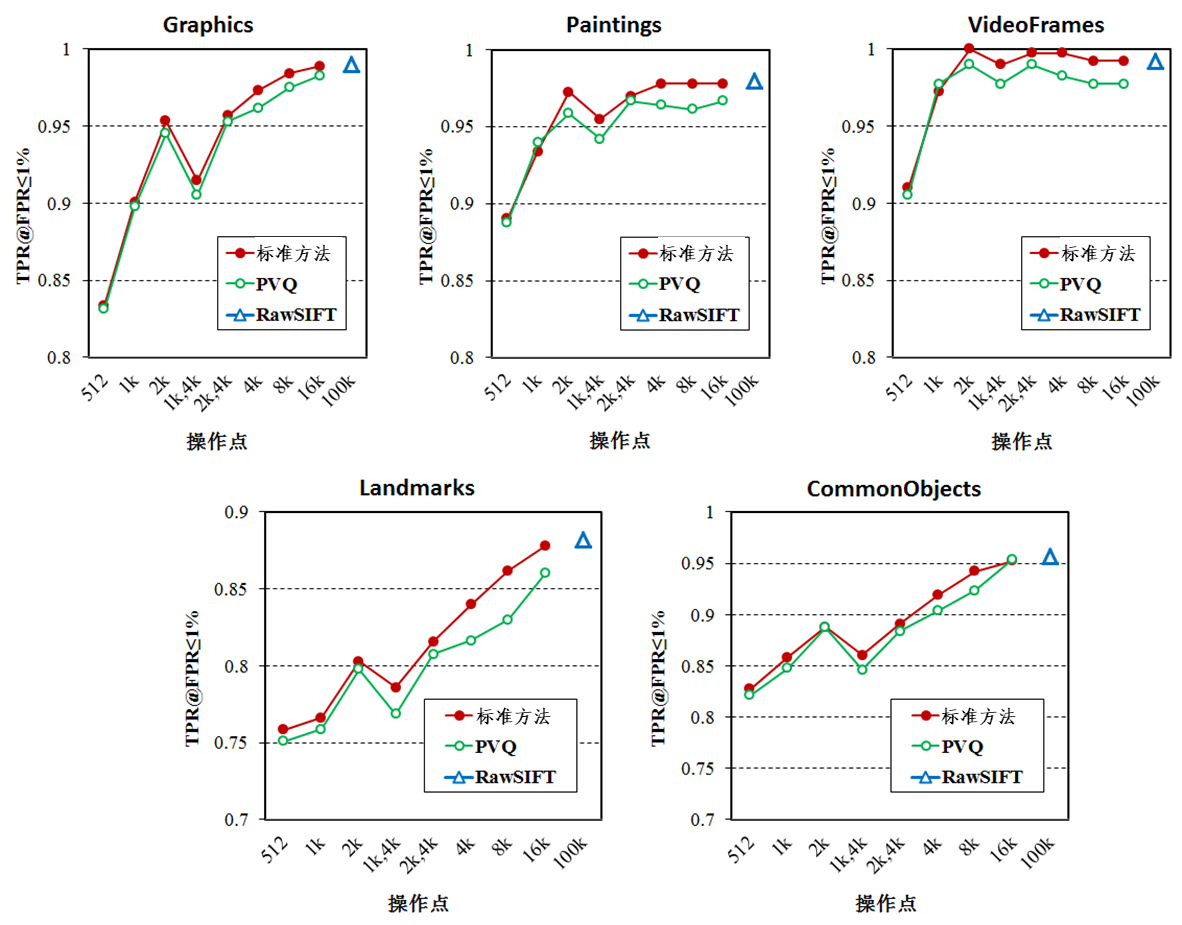 Graphics
TPR@FPR≤1%
1
0.95
0.9
0.85
0.8
标准方法
PVQ
RawSIFT
512 1k 2k 1k,4k 2k,4k 4k 8k 16k 100k
操作点
Paintings
TPR@FPR≤1%
1
0.95
0.9
0.85
0.8
标准方法
PVQ
RawSIFT
512 1k 2k 1k,4k 2k,4k 4k 8k 16k 100k
操作点
VideoFrames
TPR@FPR≤1%
1
0.95
0.9
0.85
0.8
标准方法
PVQ
RawSIFT
512 1k 2k 1k,4k 2k,4k 4k 8k 16k 100k
操作点
Landmarks
TPR@FPR≤1%
0.9
0.85
0.8
0.75
0.7
标准方法
PVQ
RawSIFT
512 1k 2k 1k,4k 2k,4k 4k 8k 16k 100k
操作点
CommonObjects
TPR@FPR≤1%
1
0.95
0.9
0.85
0.8
0.75
0.7
标准方法
PVQ
RawSIFT
512 1k 2k 1k,4k 2k,4k 4k 8k 16k 100k
操作点